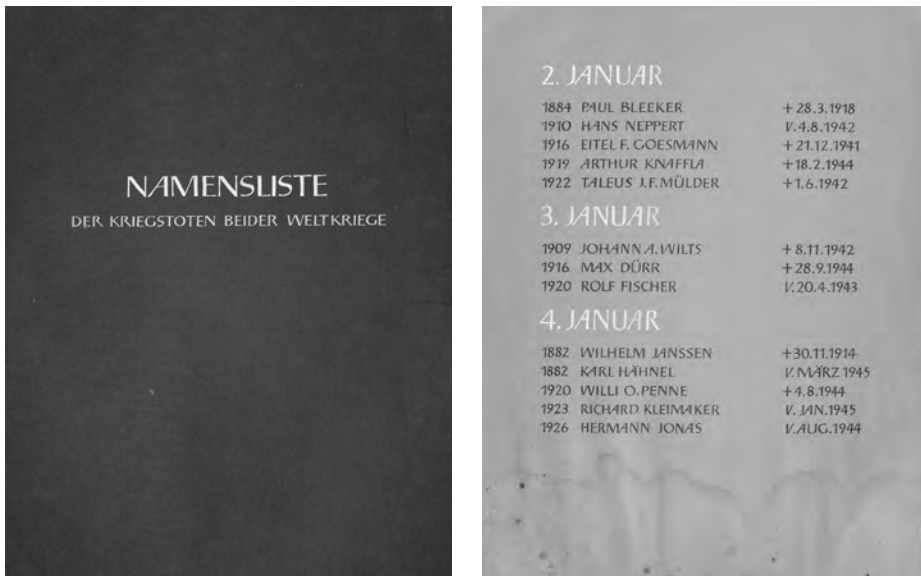 NAMENSLISTE
DER KRIEGSTOTEN BEIDER WELTKRIEGE
2. JANUAR
1884 PAUL BLEEKER + 28.3.1918
1910 HANS NEPPERT V. 4.8.1942
1916 EITEL F. GOESMANN + 21.12.1941
1919 ARTHUR KNAFFLA + 18.2.1944
1922 TALEUS J.F. MÜLDER + 1.6.1942
3. JANUAR
1909 JOHANN A. WILTS + 8.11.1942
1916 MAX DÜRR + 28.9.1944
1920 ROLF FISCHER V. 20.4.1943
4. JANUAR
1882 WILHELM JANSSEN + 30.11.1914
1882 KARL HÄHNEL V. MÄRZ 1945
1920 WILLI O. PENNE + 4.8.1944
1923 RICHARD KLEIMAKER V. JAN. 1945
1926 HERMANN JONAS V. AUG. 1944